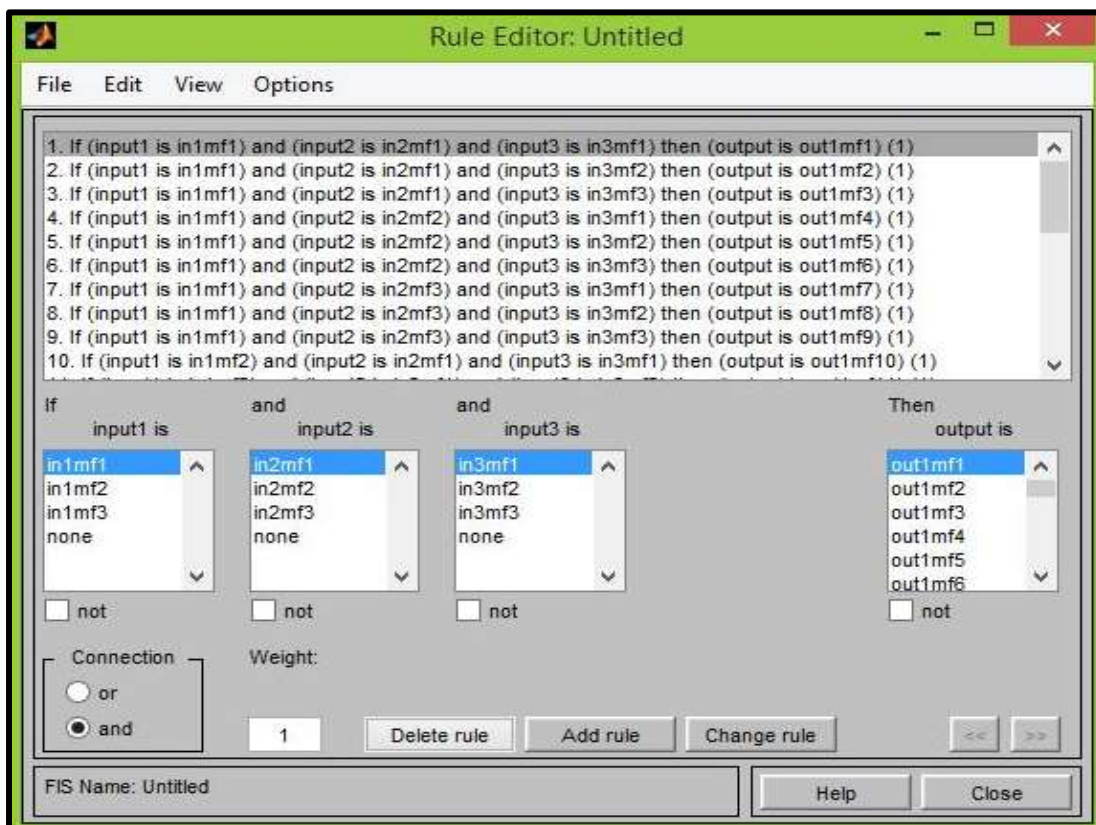 Rule Editor: Untitled
File Edit View Options
1. If (input1 is in1mf1) and (input2 is in2mf1) and (input3 is in3mf1) then (output is out1mf1) (1)
2. If (input1 is in1mf1) and (input2 is in2mf1) and (input3 is in3mf2) then (output is out1mf2) (1)
3. If (input1 is in1mf1) and (input2 is in2mf1) and (input3 is in3mf3) then (output is out1mf3) (1)
4. If (input1 is in1mf1) and (input2 is in2mf2) and (input3 is in3mf1) then (output is out1mf4) (1)
5. If (input1 is in1mf1) and (input2 is in2mf2) and (input3 is in3mf2) then (output is out1mf5) (1)
6. If (input1 is in1mf1) and (input2 is in2mf2) and (input3 is in3mf3) then (output is out1mf6) (1)
7. If (input1 is in1mf1) and (input2 is in2mf3) and (input3 is in3mf1) then (output is out1mf7) (1)
8. If (input1 is in1mf1) and (input2 is in2mf3) and (input3 is in3mf2) then (output is out1mf8) (1)
9. If (input1 is in1mf1) and (input2 is in2mf3) and (input3 is in3mf3) then (output is out1mf9) (1)
10. If (input1 is in1mf2) and (input2 is in2mf1) and (input3 is in3mf1) then (output is out1mf10) (1)
If and and Then
input1 is input2 is input3 is output is
in1mf1 in2mf1 in3mf1 out1mf1
in1mf2 in2mf2 in3mf2 out1mf2
in1mf3 in2mf3 in3mf3 out1mf3
none none none out1mf4
out1mf5
out1mf6
not not not not
Connection Weight:
or
and 1 Delete rule Add rule Change rule << >>
FIS Name: Untitled Help Close